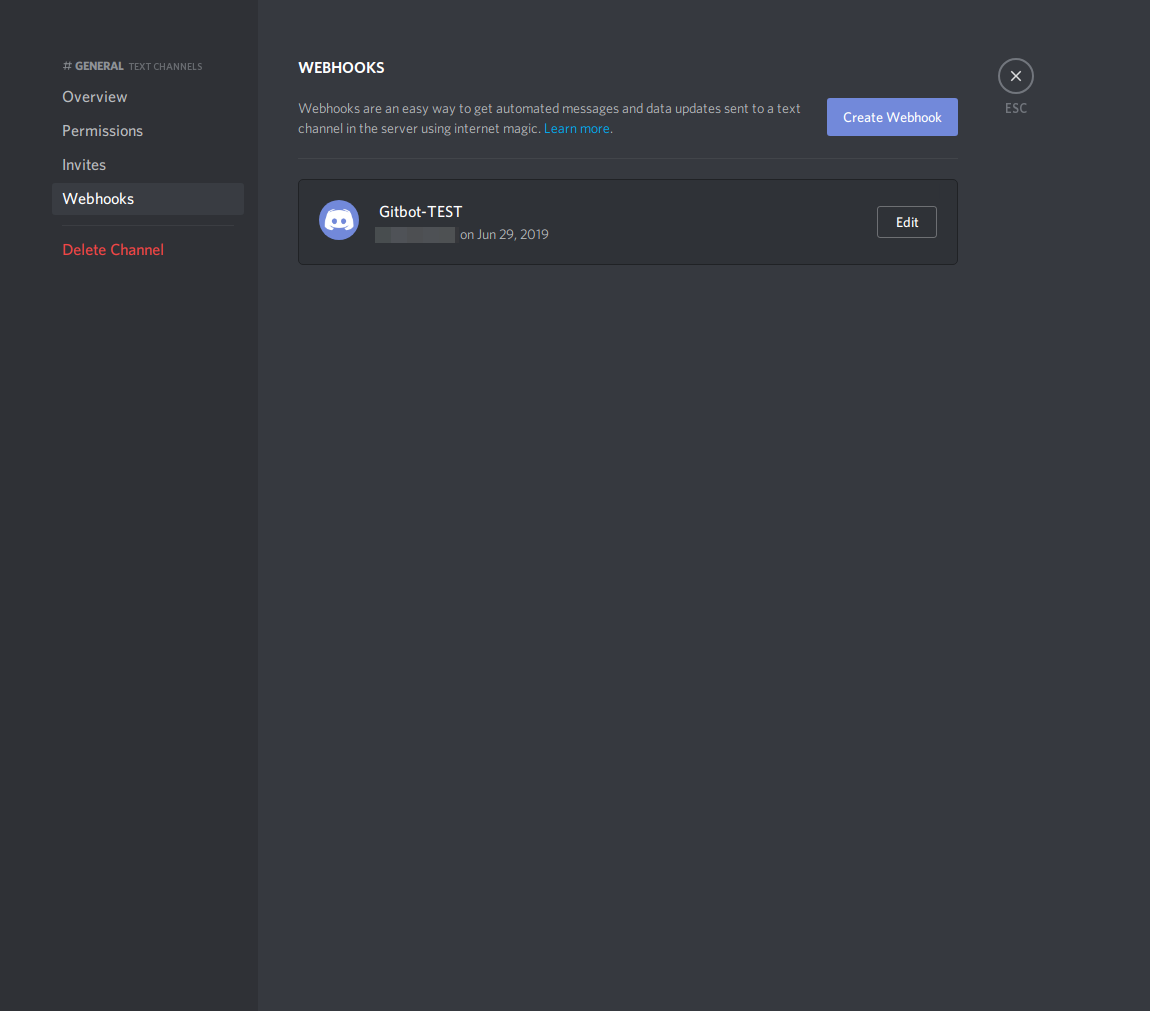 # GENERAL TEXT CHANNELS
Overview
Permissions
Invites
Webhooks
Delete Channel
WEBHOOKS
Webhooks are an easy way to get automated messages and data updates sent to a text
channel in the server using internet magic. Learn more.
Create Webhook
ESC
Gitbot-TEST
on Jun 29, 2019
Edit